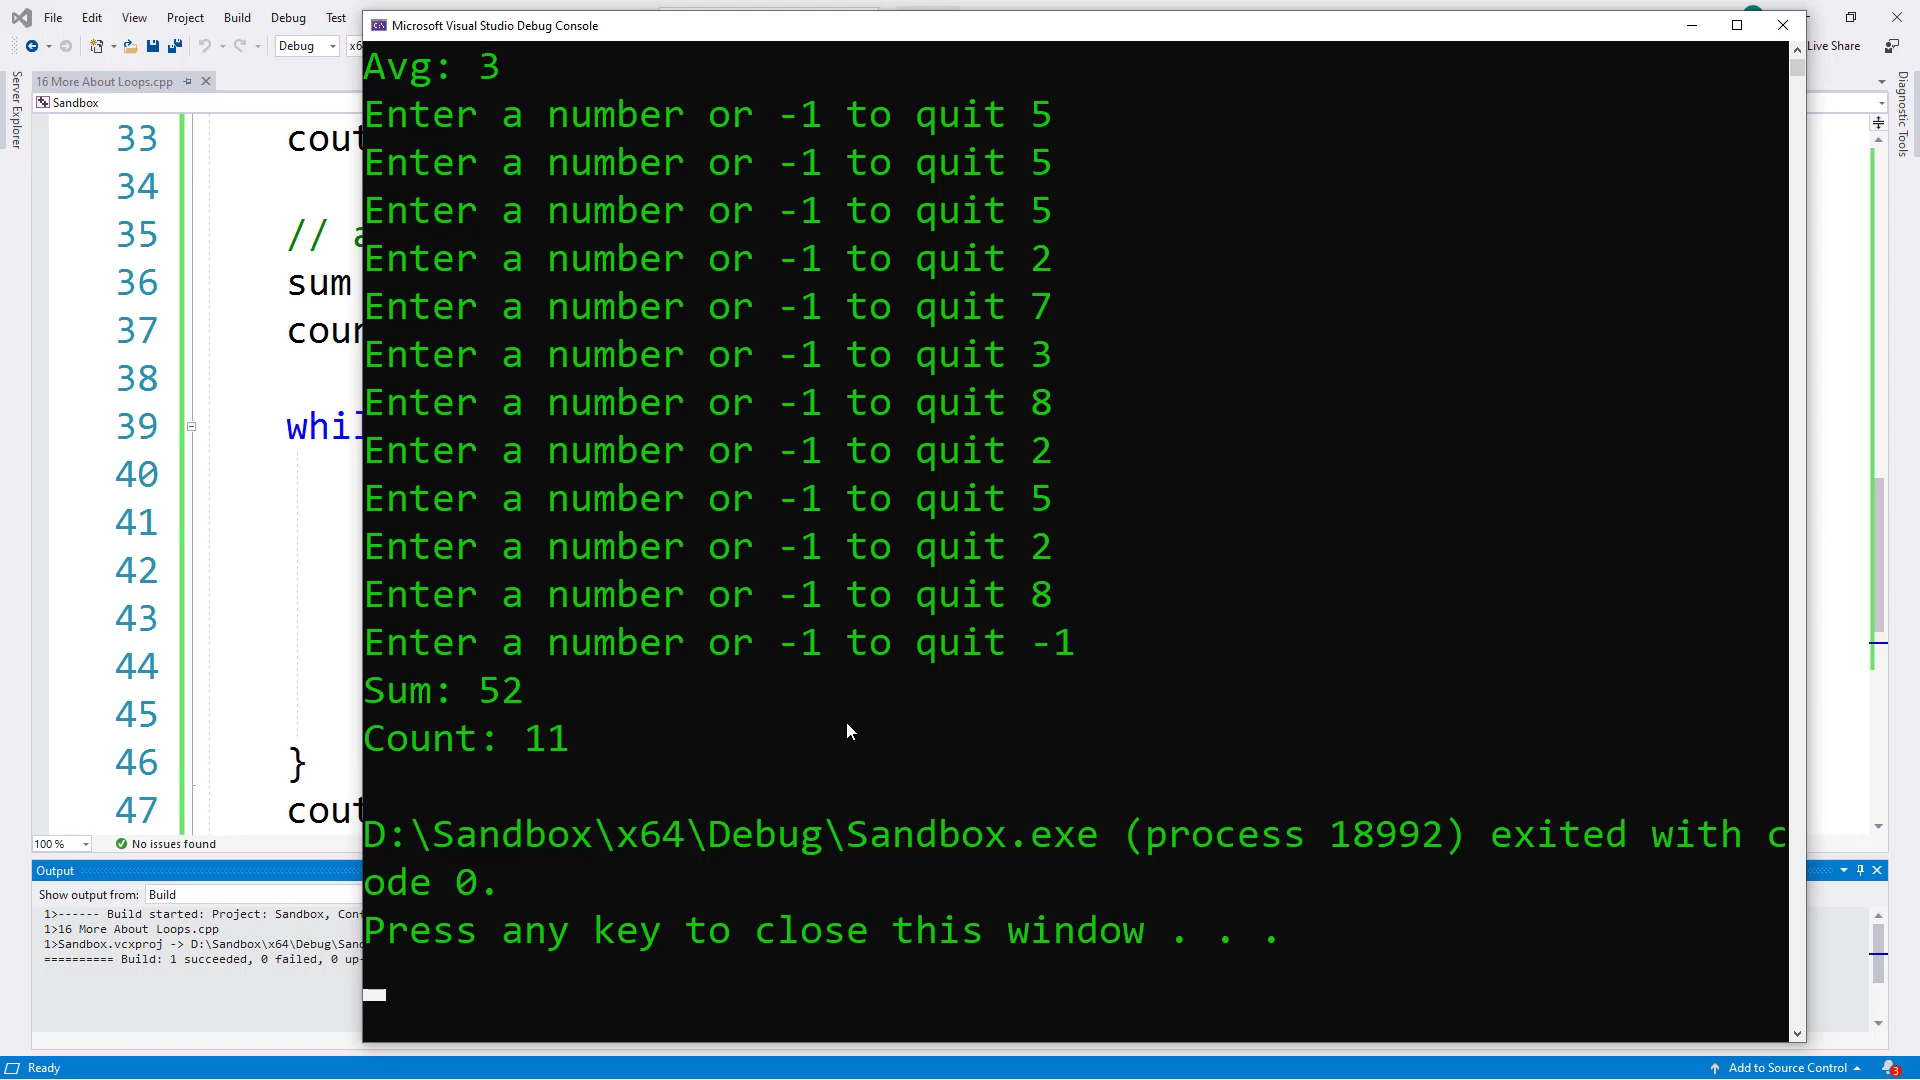 File Edit View Project Build Debug Test
Microsoft Visual Studio Debug Console
Debug x6
Live Share
16 More About Loops.cpp
Sandbox
Server Explorer
Diagnostic Tools
33 cout
34
35 // a
36 sum
37 coun
38
39 whil
40
41
42
43
44
45
46 }
47 cout
Avg: 3
Enter a number or -1 to quit 5
Enter a number or -1 to quit 5
Enter a number or -1 to quit 5
Enter a number or -1 to quit 2
Enter a number or -1 to quit 7
Enter a number or -1 to quit 3
Enter a number or -1 to quit 8
Enter a number or -1 to quit 2
Enter a number or -1 to quit 5
Enter a number or -1 to quit 2
Enter a number or -1 to quit 8
Enter a number or -1 to quit -1
Sum: 52
Count: 11
D:\Sandbox\x64\Debug\Sandbox.exe (process 18992) exited with c
ode 0.
Press any key to close this window . . .
100 % No issues found
Output
Show output from: Build
1>------ Build started: Project: Sandbox, Con
1>16 More About Loops.cpp
1>Sandbox.vcxproj -> D:\Sandbox\x64\Debug\San
========== Build: 1 succeeded, 0 failed, 0 up-
Ready
Add to Source Control
3